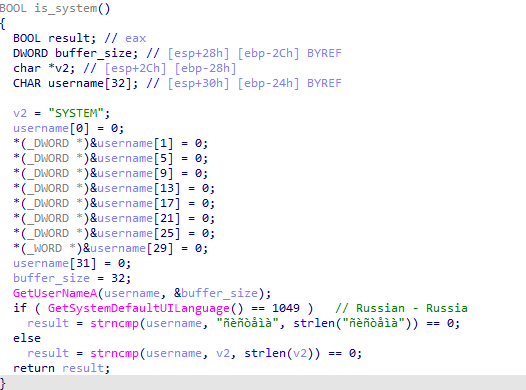 BOOL is_system()
{
  BOOL result; // eax
  DWORD buffer_size; // [esp+28h] [ebp-2Ch] BYREF
  char *v2; // [esp+2Ch] [ebp-28h]
  CHAR username[32]; // [esp+30h] [ebp-24h] BYREF

  v2 = "SYSTEM";
  username[0] = 0;
  *(_DWORD *)&username[1] = 0;
  *(_DWORD *)&username[5] = 0;
  *(_DWORD *)&username[9] = 0;
  *(_DWORD *)&username[13] = 0;
  *(_DWORD *)&username[17] = 0;
  *(_DWORD *)&username[21] = 0;
  *(_DWORD *)&username[25] = 0;
  *(_WORD *)&username[29] = 0;
  username[31] = 0;
  buffer_size = 32;
  GetUserNameA(username, &buffer_size);
  if ( GetSystemDefaultUILanguage() == 1049 )   // Russian - Russia
    result = strncmp(username, "ñèñòåìà", strlen("ñèñòåìà")) == 0;
  else
    result = strncmp(username, v2, strlen(v2)) == 0;
  return result;
}